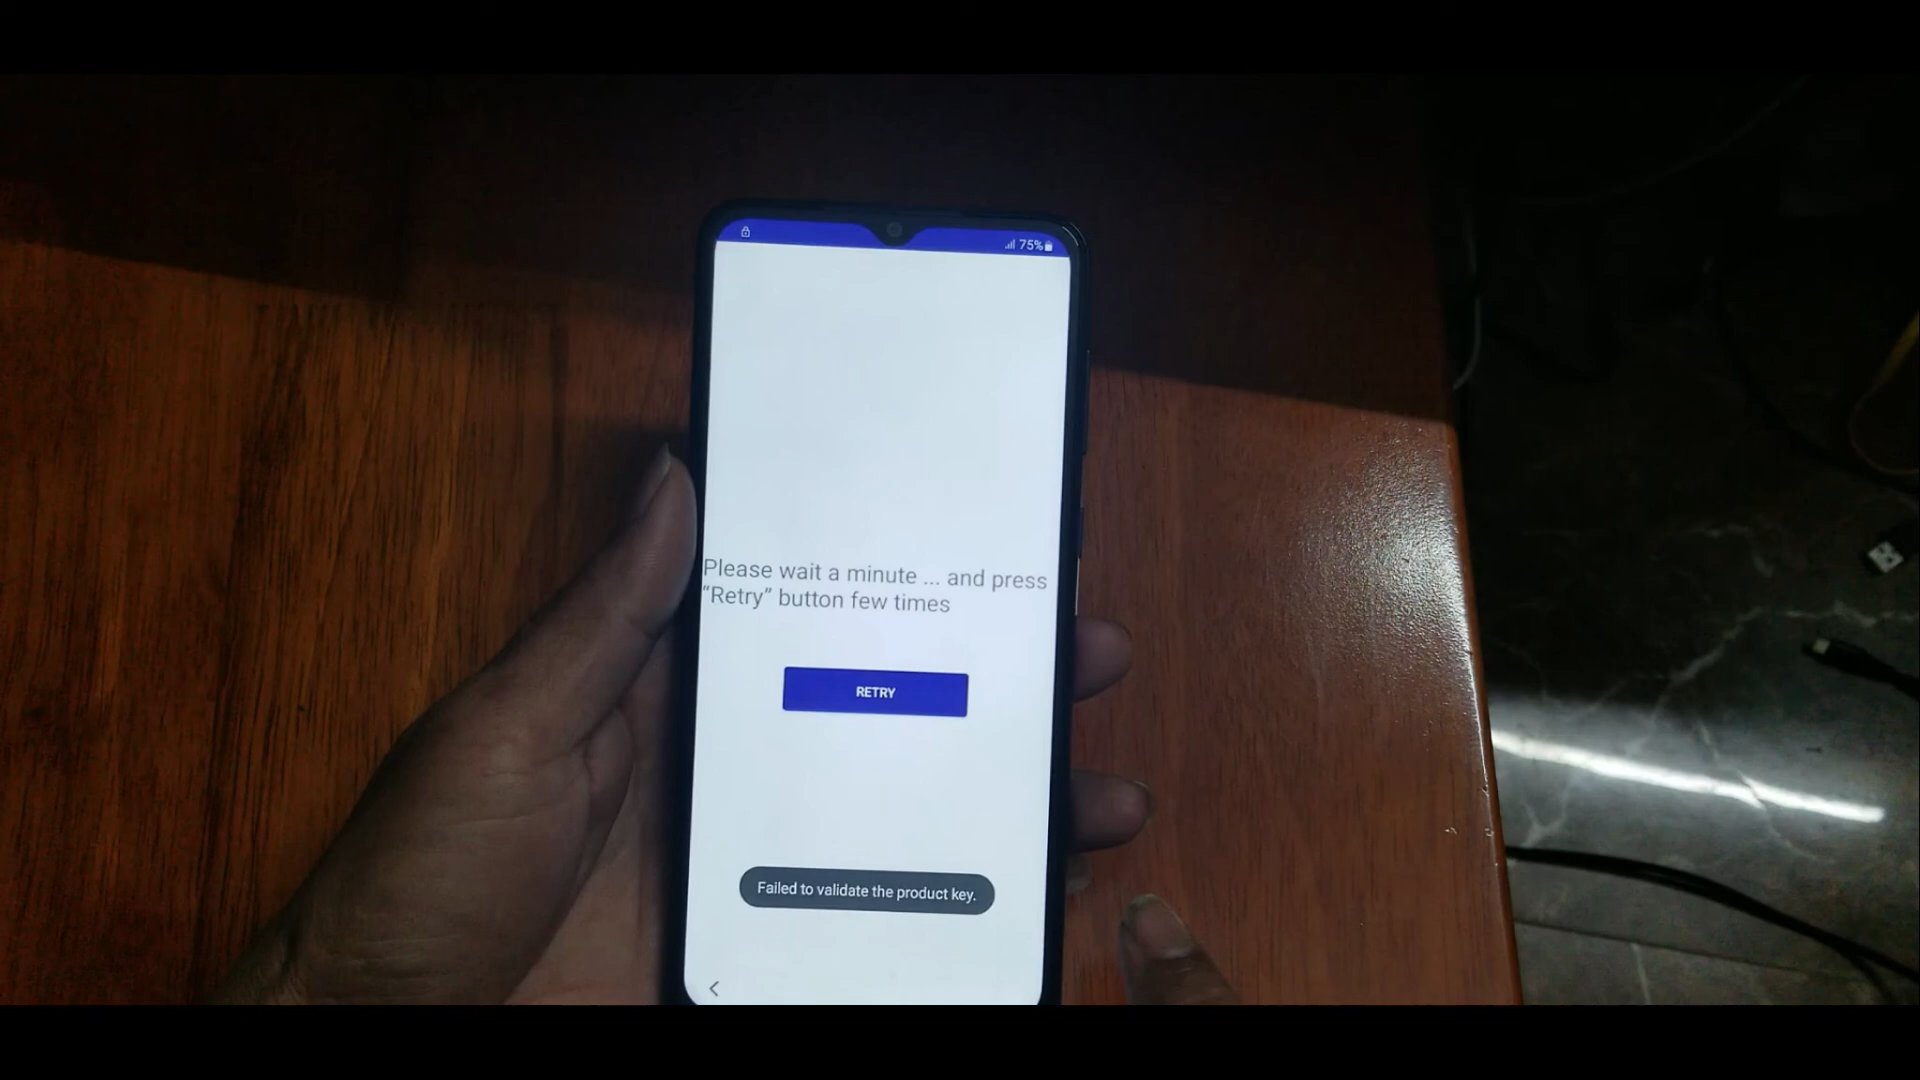 75%
Please wait a minute ... and press
“Retry” button few times
RETRY
Failed to validate the product key.